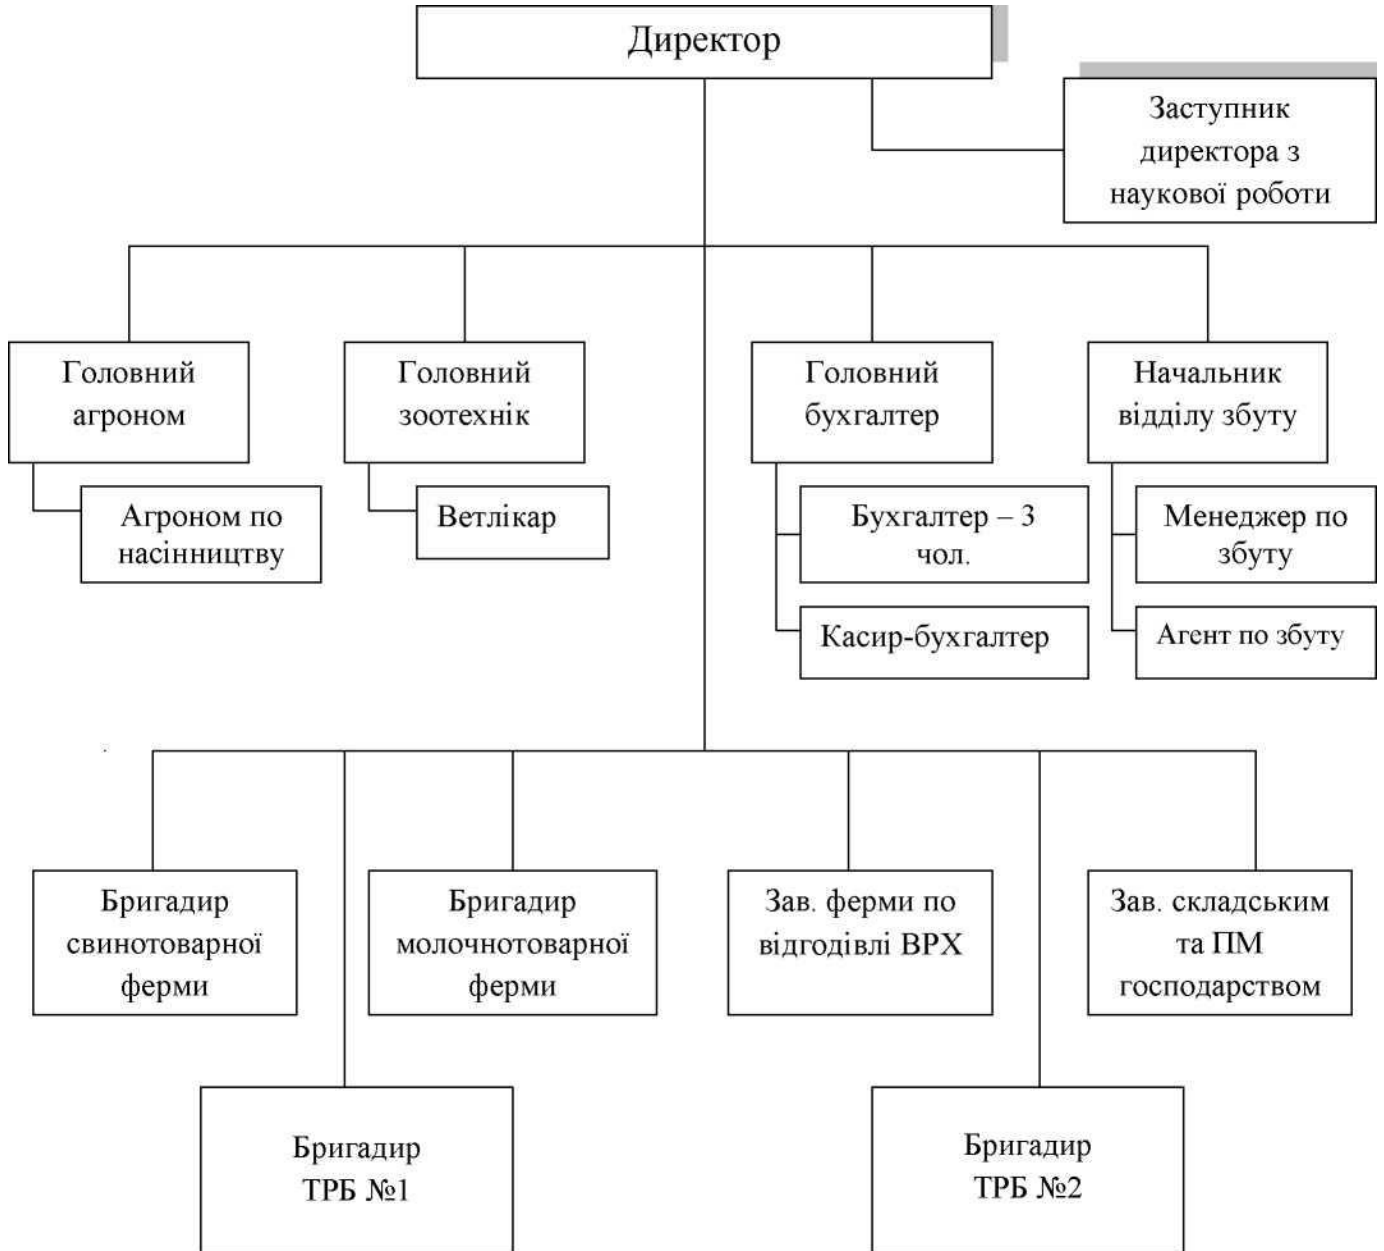 Директор
Заступник
директора з
наукової роботи
Головний
агроном
Головний
зоотехнік
Головний
бухгалтер
Начальник
відділу збуту
Агроном по
насінництву
Ветлікар
Бухгалтер – 3
чол.
Менеджер по
збуту
Касир-бухгалтер
Агент по збуту
Бригадир
свинотоварної
ферми
Бригадир
молочнотоварної
ферми
Зав. ферми по
відгодівлі ВРХ
Зав. складським
та ПМ
господарством
Бригадир
ТРБ №1
Бригадир
ТРБ №2